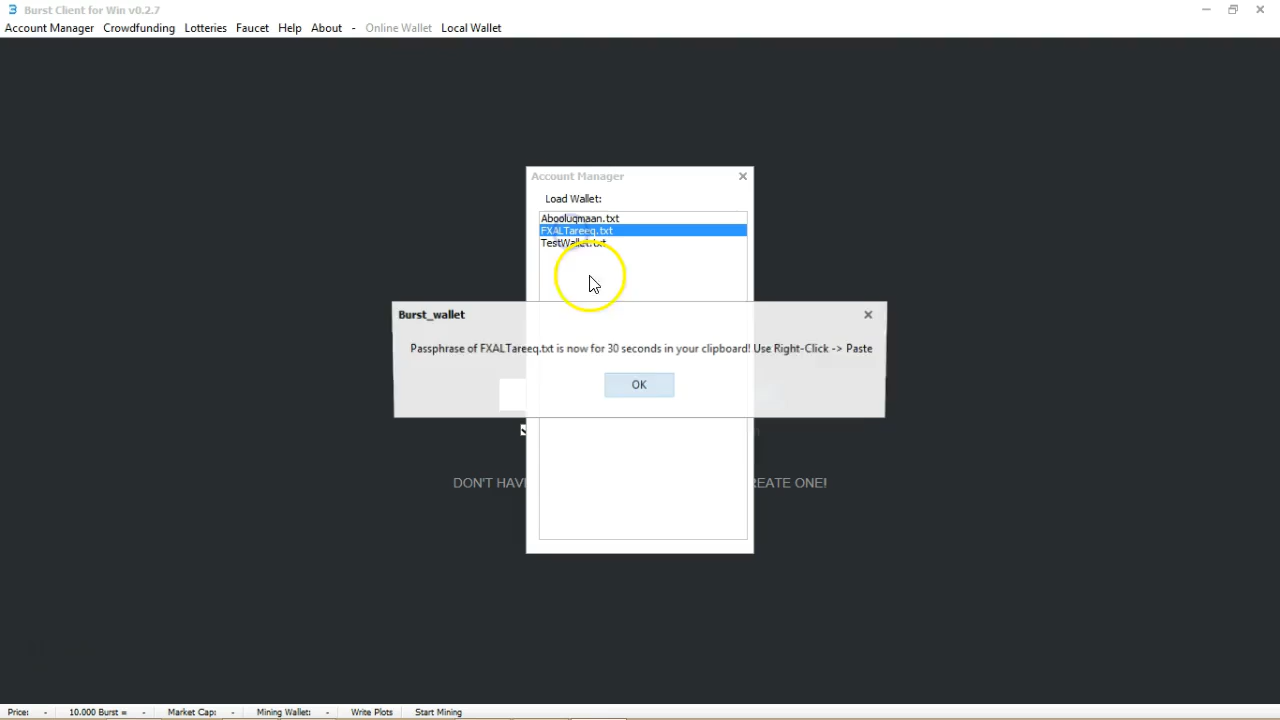 Burst Client for Win v0.2.7
Account Manager Crowdfunding Lotteries Faucet Help About - Online Wallet Local Wallet
Account Manager
Load Wallet:
Abooluqmaan.txt
FXALTareeq.txt
TestWallet.txt
Burst_wallet
Passphrase of FXALTareeq.txt is now for 30 seconds in your clipboard! Use Right-Click -> Paste
OK
DON'T HAV REATE ONE!
Price: - 10.000 Burst = - Market Cap: - Mining Wallet: - Write Plots Start Mining